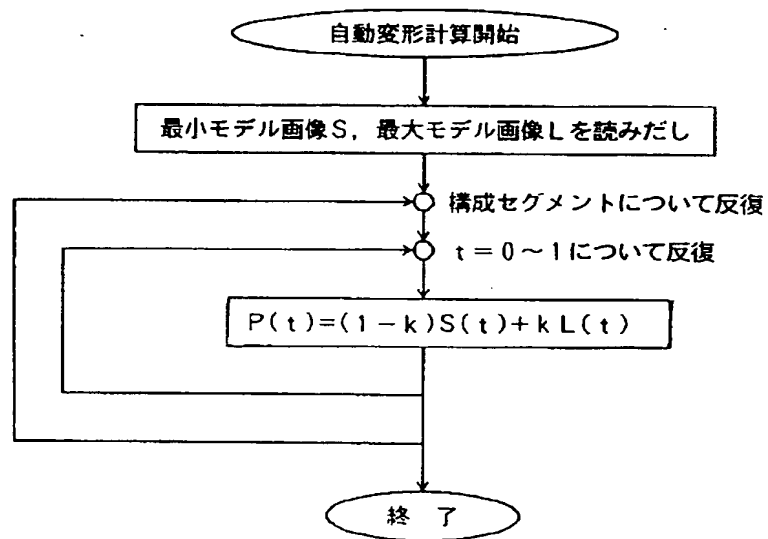 自動変形計算開始
最小モデル画像S，最大モデル画像Lを読みだし
構成セグメントについて反復
t＝0～1について反復
P(t)=(1-k)S(t)+kL(t)
終 了